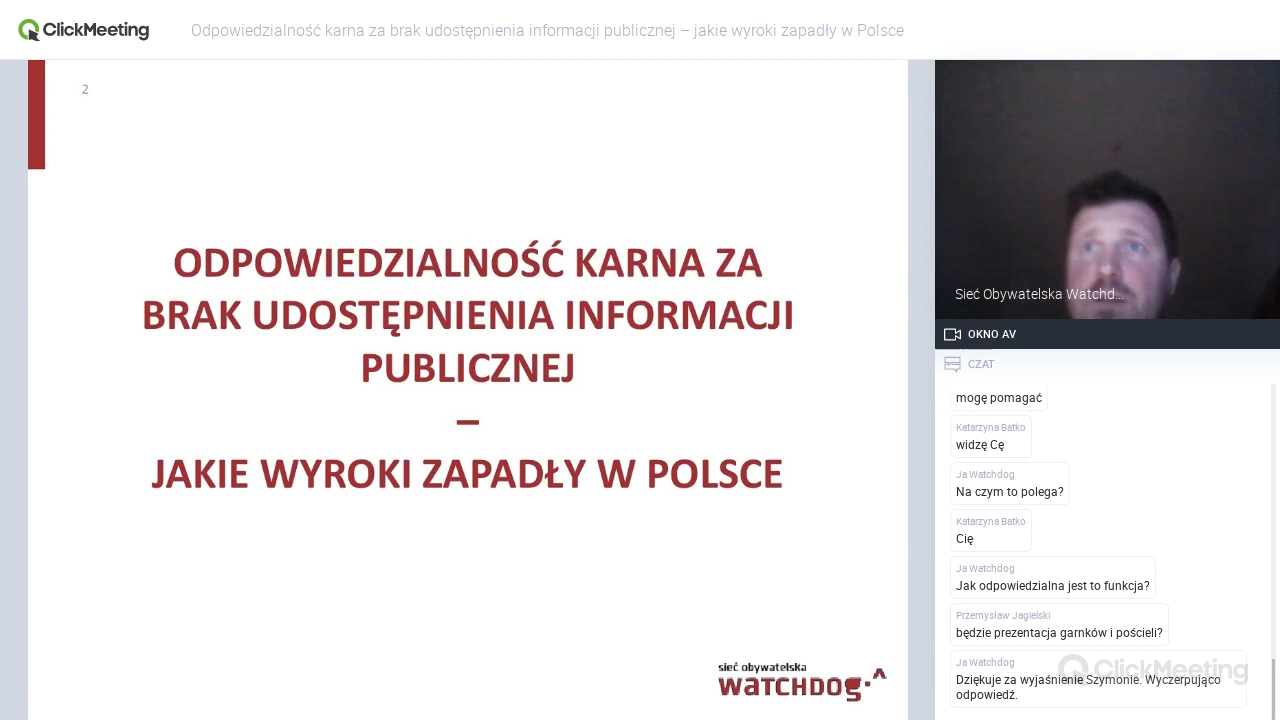 ClickMeeting
Odpowiedzialność karna za brak udostępnienia informacji publicznej – jakie wyroki zapadły w Polsce
2
ODPOWIEDZIALNOŚĆ KARNA ZA
BRAK UDOSTĘPNIENIA INFORMACJI
PUBLICZNEJ
–
JAKIE WYROKI ZAPADŁY W POLSCE
sieć obywatelska
WATCHDOG
Sieć Obywatelska Watchd...
OKNO AV
CZAT
mogę pomagać
Katarzyna Batko
widzę Cę
Ja Watchdog
Na czym to polega?
Katarzyna Batko
Cię
Ja Watchdog
Jak odpowiedzialna jest to funkcja?
Przemysław Jagielski
będzie prezentacja garnków i pościeli?
Ja Watchdog
Dziękuje za wyjaśnienie Szymonie. Wyczerpująco
odpowiedź.
ClickMeeting